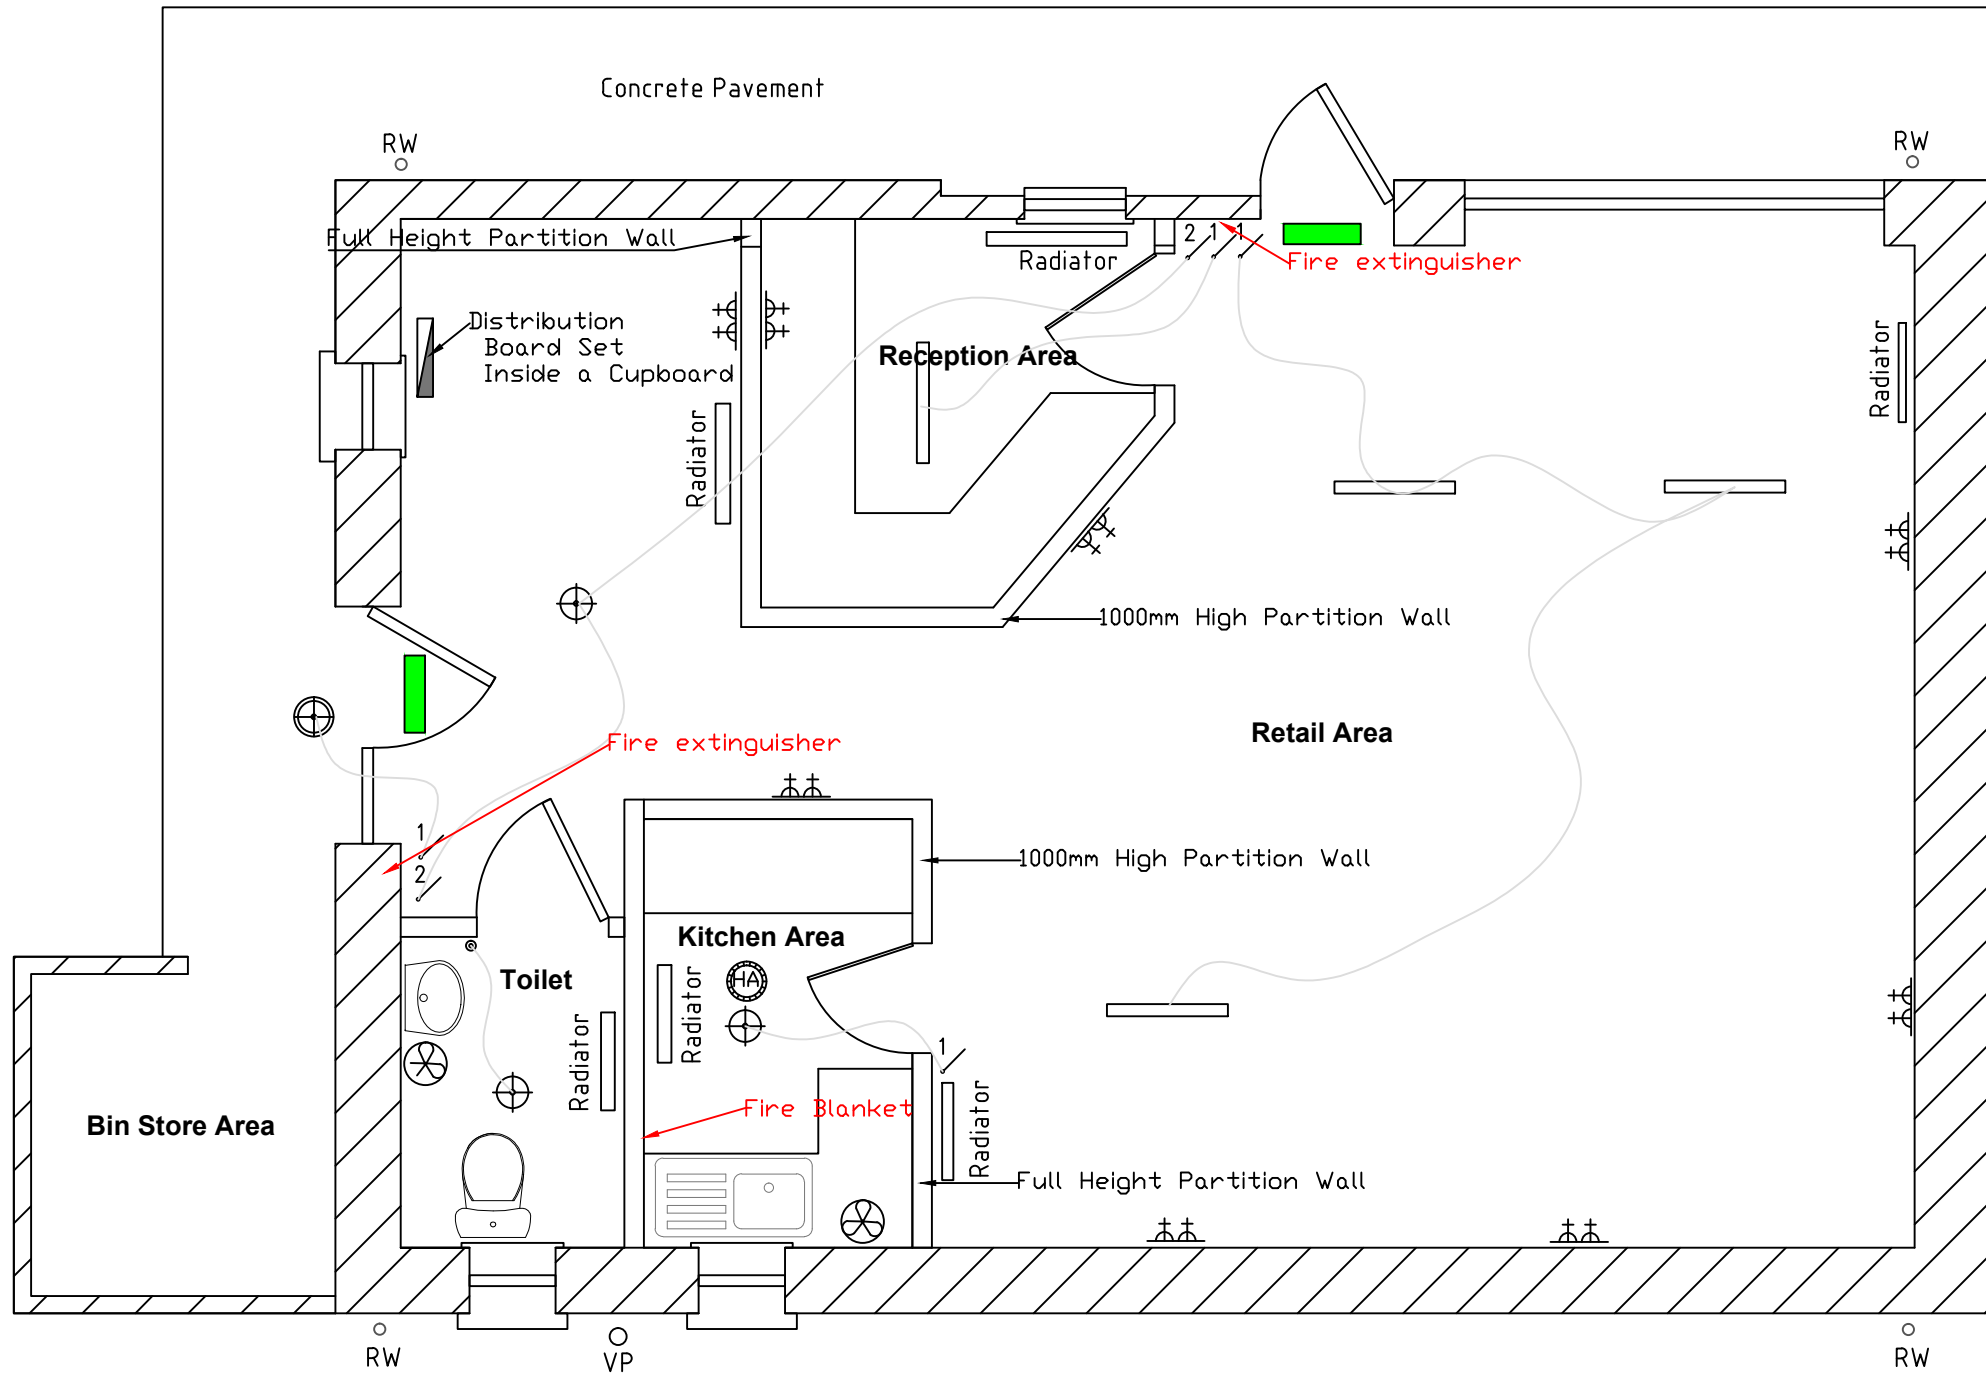 Concrete Pavement
RW
RW
Full Height Partition Wall
2 1 1
Radiator
Fire extinguisher
Distribution
Board Set
Inside a Cupboard
Reception Area
Radiator
Radiator
1000mm High Partition Wall
Retail Area
Fire extinguisher
1
2
1000mm High Partition Wall
Kitchen Area
Toilet
HA
Radiator
Radiator
1
Radiator
Fire Blanket
Bin Store Area
Full Height Partition Wall
RW
VP
RW